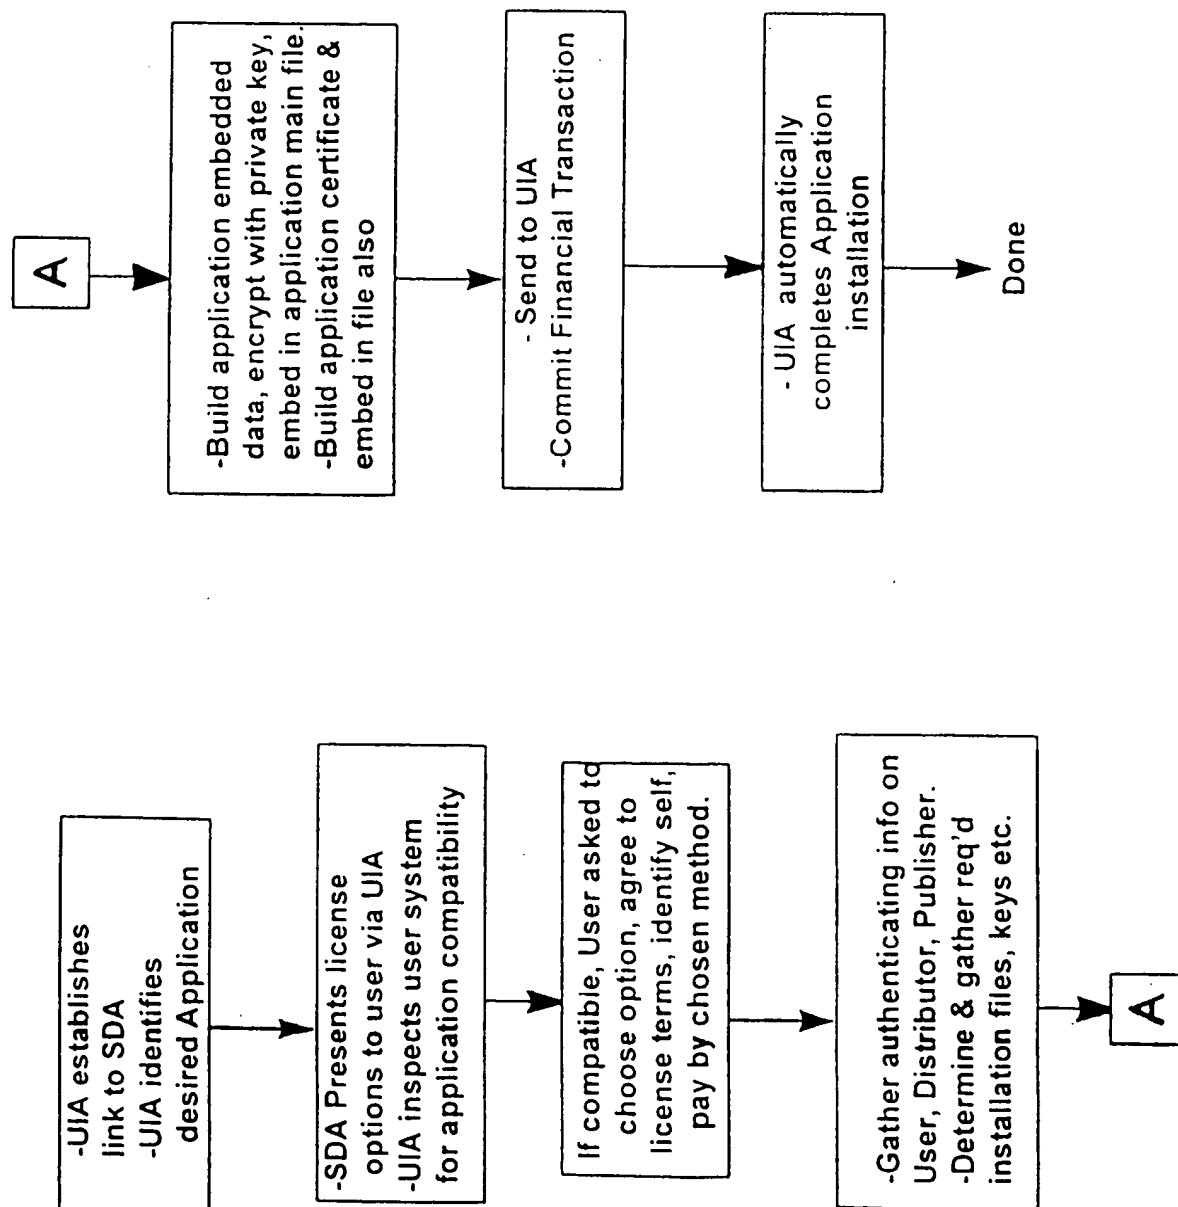 -UIA establishes
link to SDA
-UIA identifies
desired Application
-SDA Presents license
options to user via UIA
-UIA inspects user system
for application compatibility
If compatible, User asked to
choose option, agree to
license terms, identify self,
pay by chosen method.
-Gather authenticating info on
User, Distributor, Publisher.
-Determine & gather req'd
installation files, keys etc.
A
A
-Build application embedded
data, encrypt with private key,
embed in application main file.
-Build application certificate &
embed in file also
- Send to UIA
-Commit Financial Transaction
- UIA automatically
completes Application
installation
Done